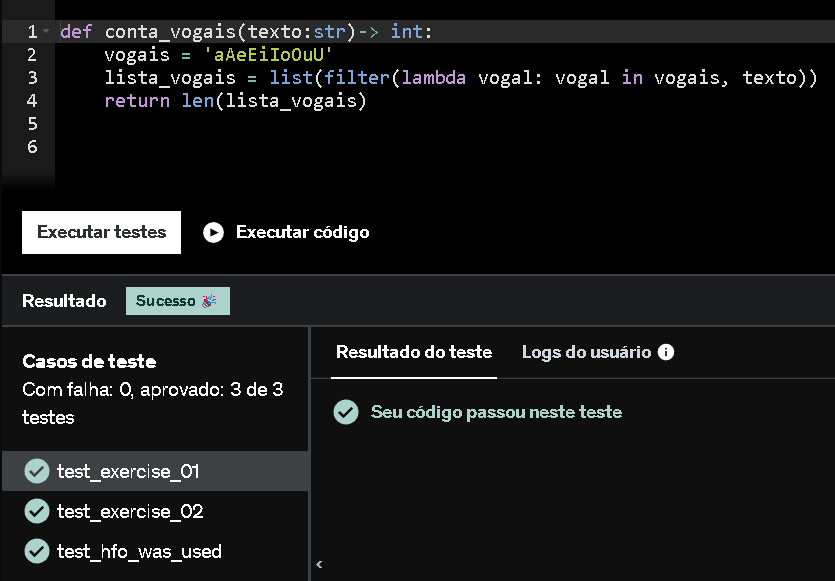 1 def conta_vogais(texto:str)-> int:
2 vogais = 'aAeEiIoOuU'
3 lista_vogais = list(filter(lambda vogal: vogal in vogais, texto))
4 return len(lista_vogais)
5
6
Executar testes Executar código
Resultado Sucesso 🎉
Casos de teste
Com falha: 0, aprovado: 3 de 3
testes
test_exercise_01
test_exercise_02
test_hfo_was_used
Resultado do teste Logs do usuário
Seu código passou neste teste